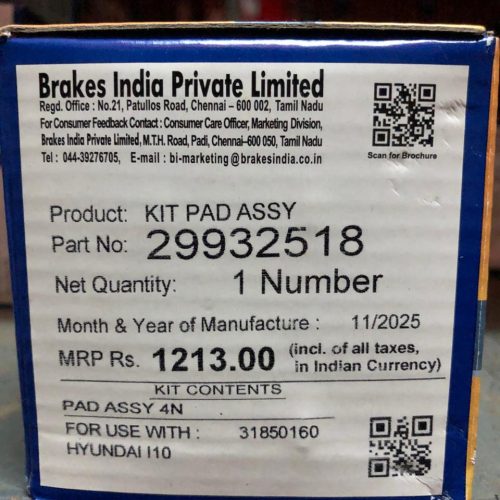 Brakes India Private Limited
Regd. Office : No.21, Patullos Road, Chennai – 600 002, Tamil Nadu
For Consumer Feedback Contact : Consumer Care Officer, Marketing Division,
Brakes India Private Limited, M.T.H. Road, Padi, Chennai–600 050, Tamil Nadu
Tel : 044-39276705, E-mail : bi-marketing@brakesindia.co.in
Scan for Brochure
Product: KIT PAD ASSY
Part No: 29932518
Net Quantity: 1 Number
Month & Year of Manufacture : 11/2025
MRP Rs. 1213.00 (incl. of all taxes,
in Indian Currency)
KIT CONTENTS
PAD ASSY 4N
FOR USE WITH : 31850160
HYUNDAI I10